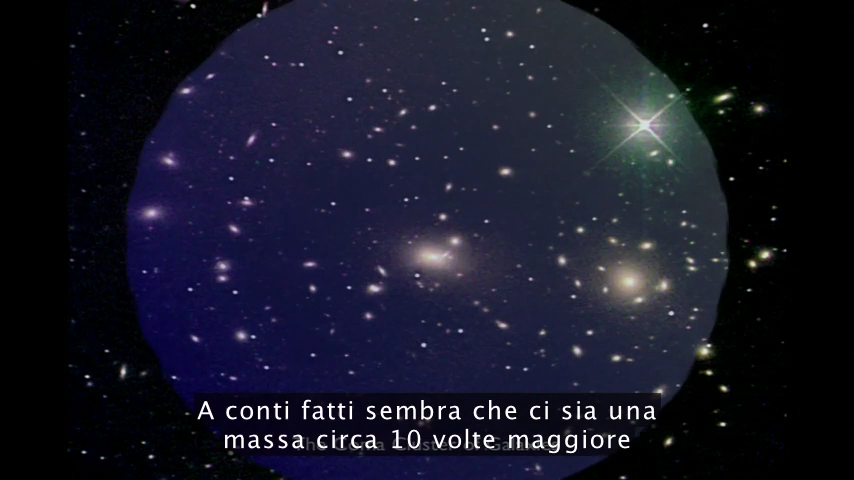 A conti fatti sembra che ci sia una
massa circa 10 volte maggiore